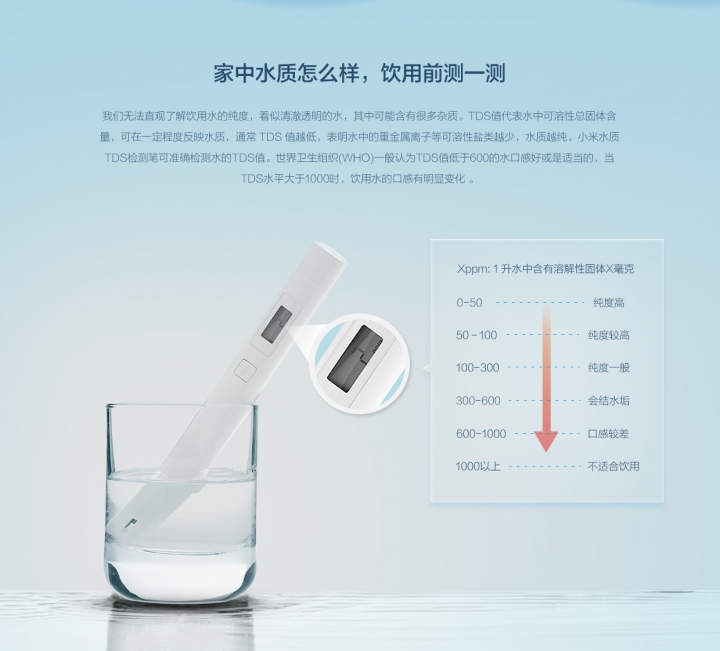 家中水质怎么样，饮用前测一测
我们无法直观了解饮用水的纯度，看似清澈透明的水，其中可能含有很多杂质。TDS值代表水中可溶性总固体含
量，可在一定程度反映水质，通常 TDS 值越低，表明水中的重金属离子等可溶性盐类越少，水质越纯。小米水质
TDS检测笔可准确检测水的TDS值。世界卫生组织(WHO)一般认为TDS值低于600的水口感好或是适当的，当
TDS水平大于1000时，饮用水的口感有明显变化 。
Xppm: 1 升水中含有溶解性固体X毫克
0-50 纯度高
50 - 100 纯度较高
100-300 纯度一般
300-600 会结水垢
600-1000 口感较差
1000以上 不适合饮用